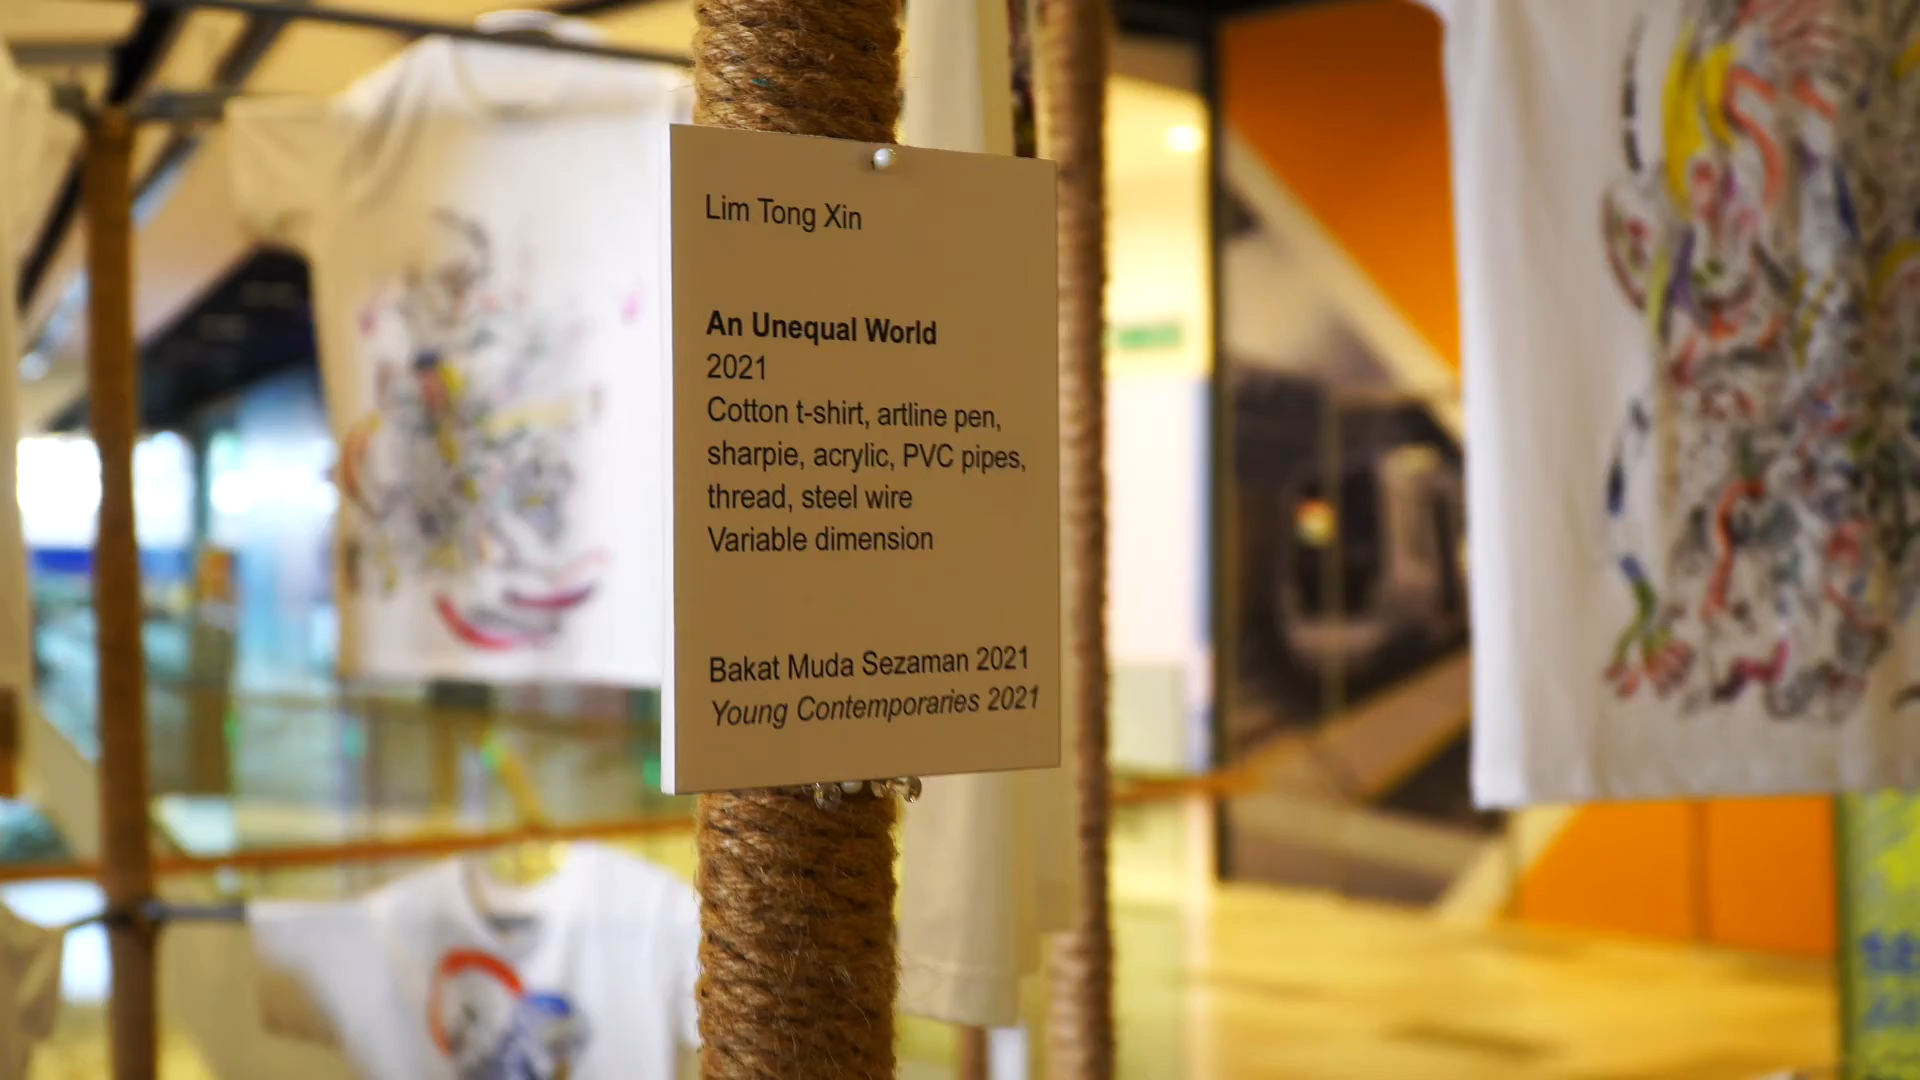 Lim Tong Xin
An Unequal World
2021
Cotton t-shirt, artline pen,
sharpie, acrylic, PVC pipes,
thread, steel wire
Variable dimension
Bakat Muda Sezaman 2021
Young Contemporaries 2021